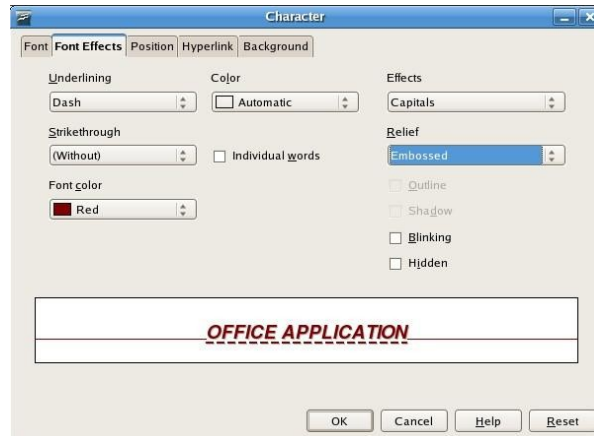 Character
Font Font Effects Position Hyperlink Background
Underlining Color Effects
Dash Automatic Capitals
Strikethrough Relief
(Without) Individual words Embossed
Font color Outline
Red Shadow
Blinking
Hidden
OFFICE APPLICATION
OK Cancel Help Reset